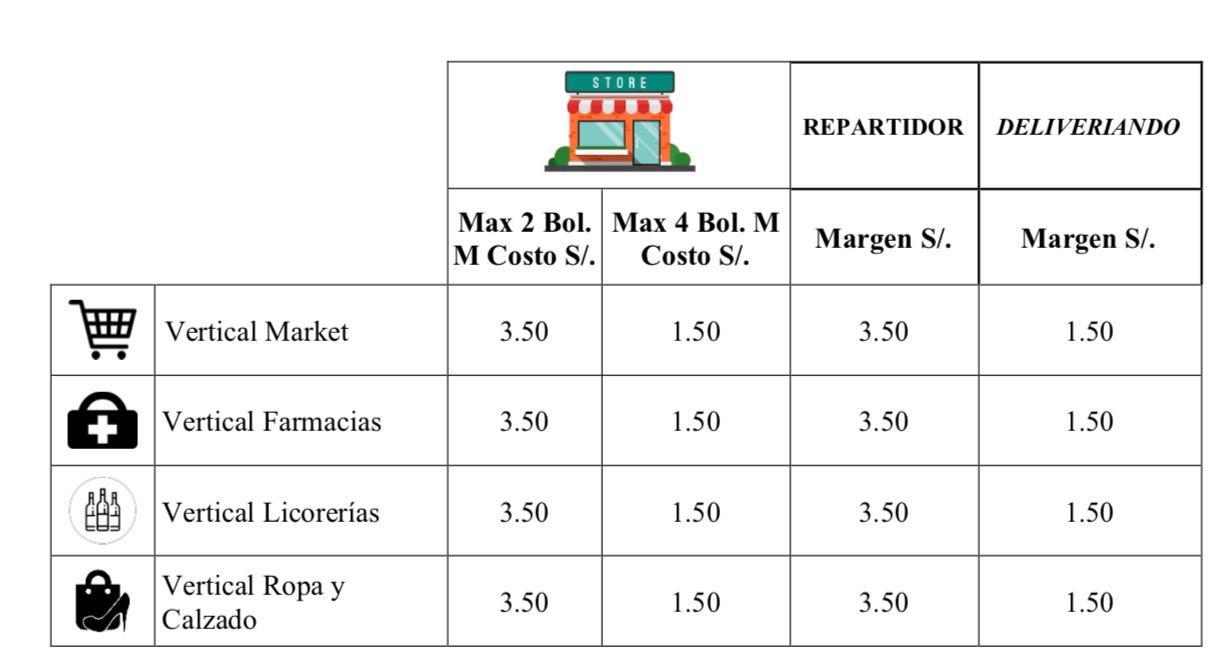 STORE
REPARTIDOR
DELIVERIANDO
Max 2 Bol.
M Costo S/.
Max 4 Bol. M
Costo S/.
Margen S/.
Margen S/.
Vertical Market 3.50 1.50 3.50 1.50
Vertical Farmacias 3.50 1.50 3.50 1.50
Vertical Licorerías 3.50 1.50 3.50 1.50
Vertical Ropa y
Calzado 3.50 1.50 3.50 1.50